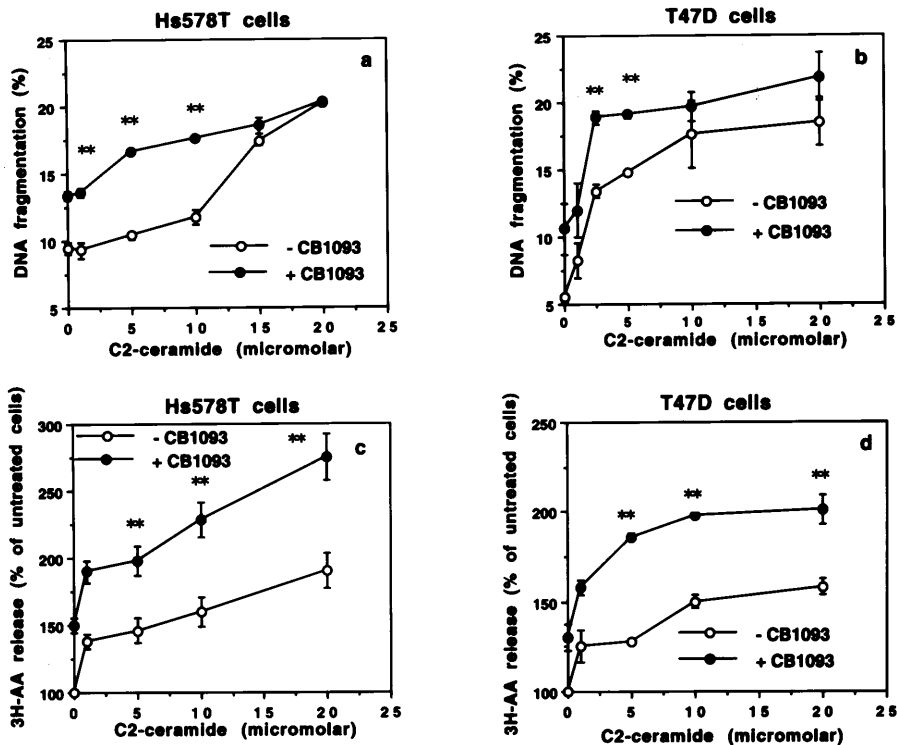 Hs578T cells
a
DNA fragmentation (%)
25
20
15
10
5
**
**
**
- CB1093
+ CB1093
0 5 10 15 20 25
C2-ceramide (micromolar)
T47D cells
b
DNA fragmentation (%)
25
20
15
10
5
**
**
- CB1093
+ CB1093
0 5 10 15 20 25
C2-ceramide (micromolar)
Hs578T cells
c
3H-AA release (% of untreated cells)
300
250
200
150
100
- CB1093
+ CB1093
**
**
**
0 5 10 15 20 25
C2-ceramide (micromolar)
T47D cells
d
3H-AA release (% of untreated cells)
250
200
150
100
**
**
**
- CB1093
+ CB1093
0 5 10 15 20 25
C2-ceramide (micromolar)